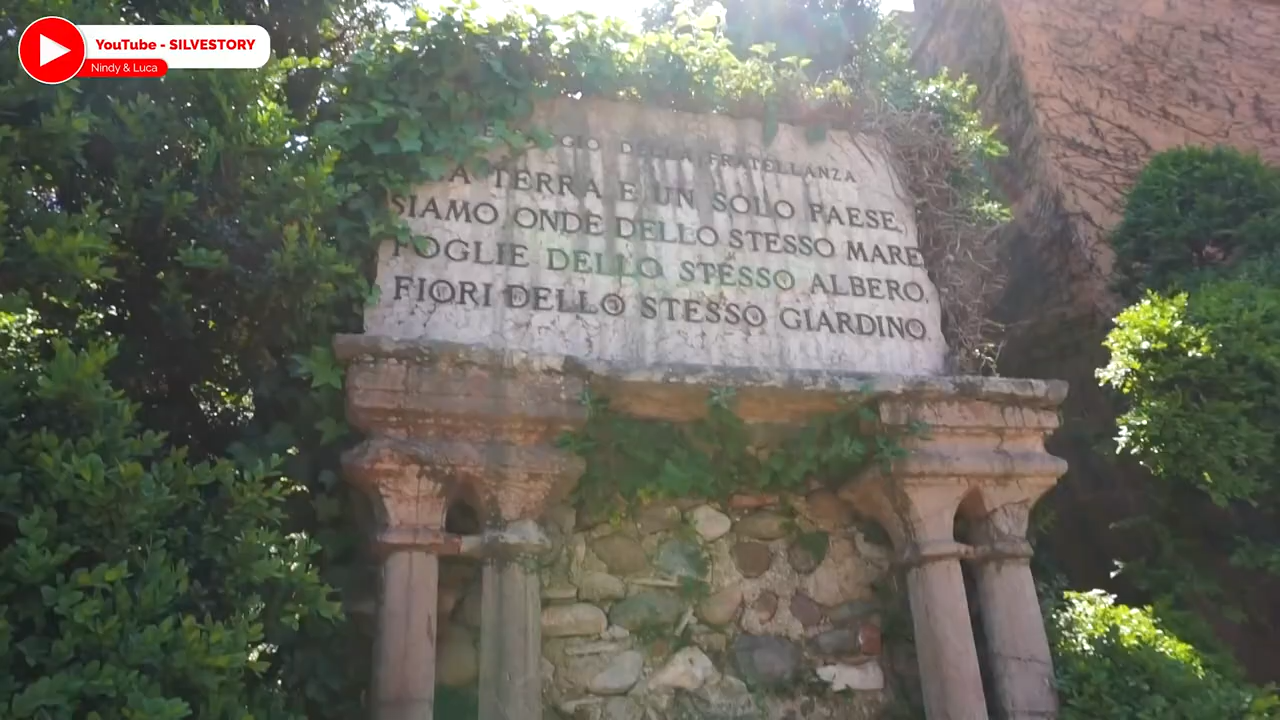 YouTube - SILVESTORY
Nindy & Luca
DELLA FRATELLANZA
A TERRA E UN SOLO PAESE,
SIAMO ONDE DELLO STESSO MARE
FOGLIE DELLO STESSO ALBERO,
FIORI DELLO STESSO GIARDINO.